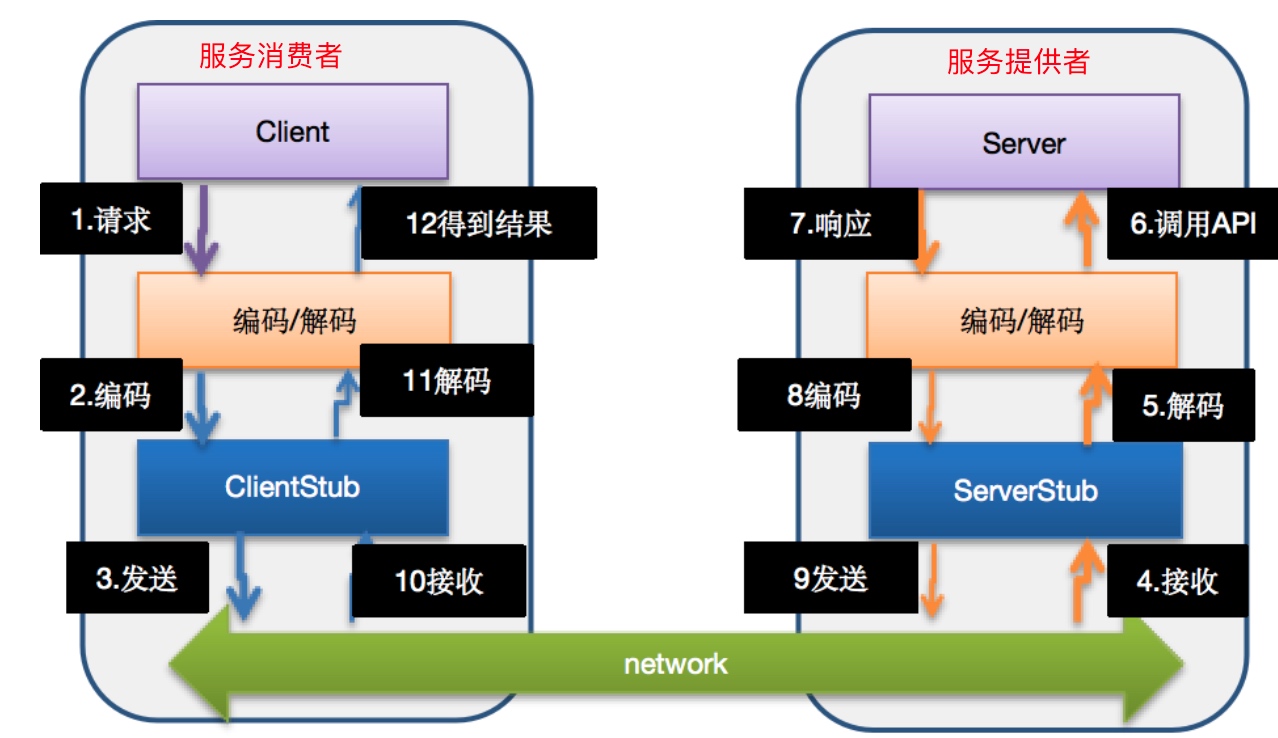 服务消费者
Client
1.请求
12得到结果
编码/解码
2.编码
11解码
ClientStub
3.发送
10接收
服务提供者
Server
7.响应
6.调用API
编码/解码
8编码
5.解码
ServerStub
9发送
4.接收
network